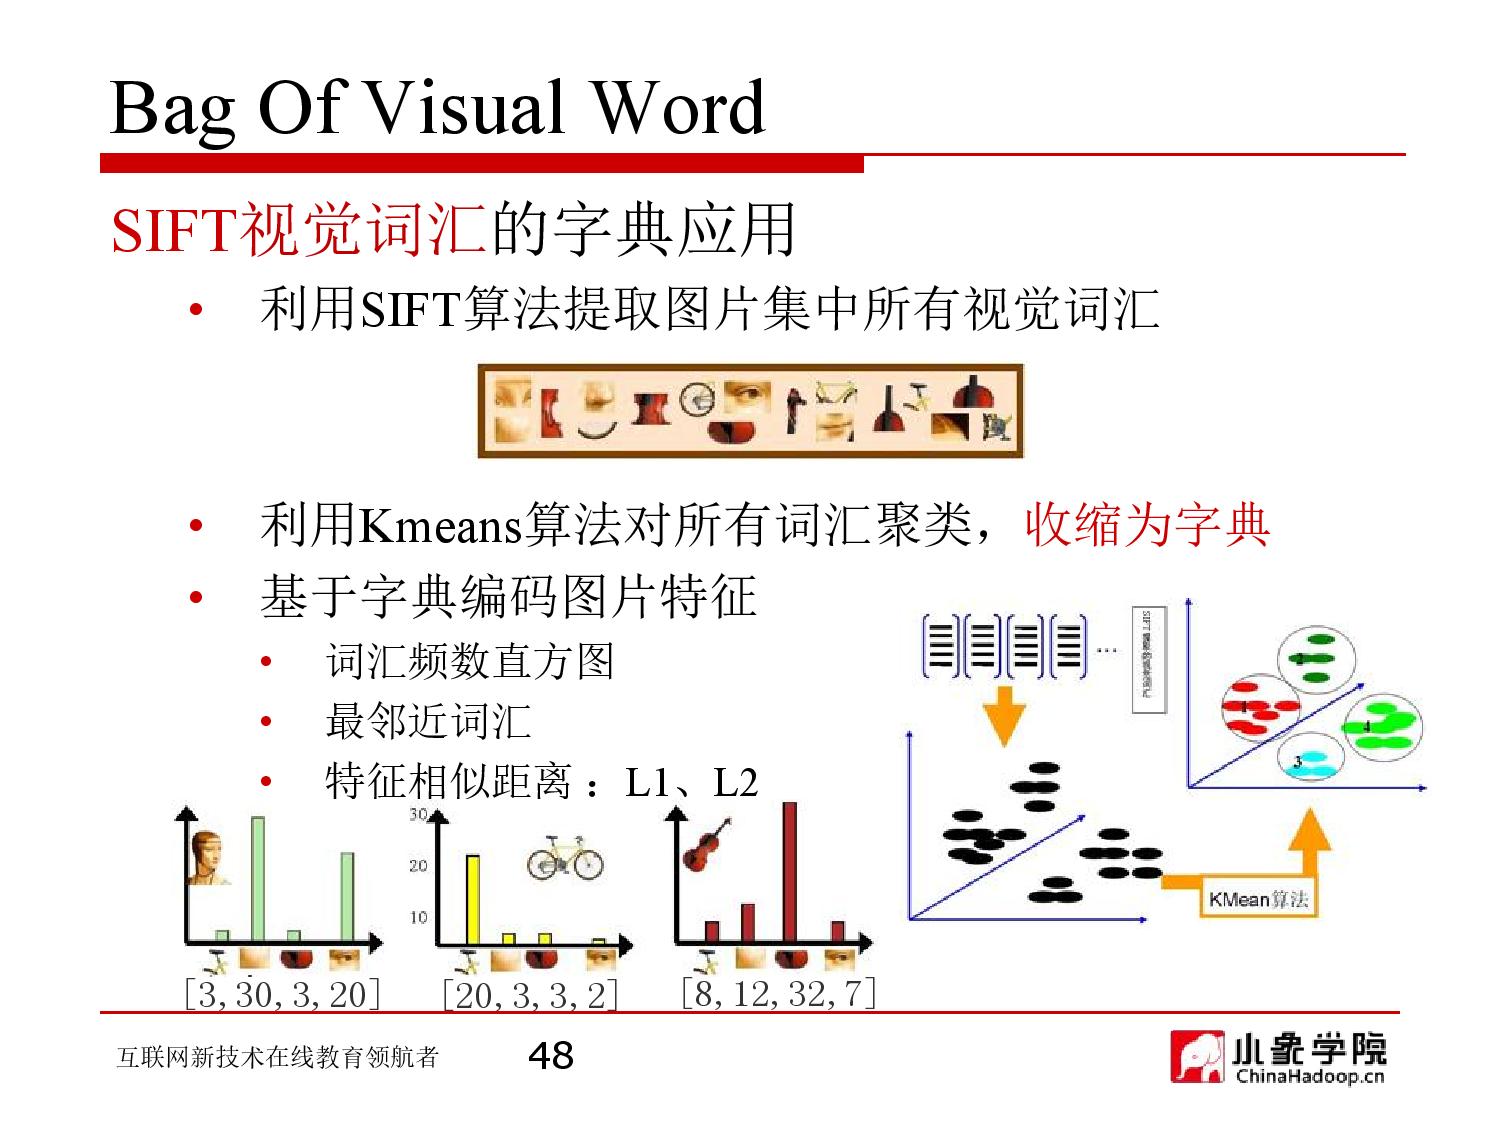 Bag Of Visual Word
SIFT视觉词汇的字典应用
• 利用SIFT算法提取图片集中所有视觉词汇
• 利用Kmeans算法对所有词汇聚类，收缩为字典
• 基于字典编码图片特征
• 词汇频数直方图
• 最邻近词汇
• 特征相似距离：L1、L2
...
2
1
4
3
KMean算法
30
20
10
[3, 30, 3, 20]
[20, 3, 3, 2]
[8, 12, 32, 7]
互联网新技术在线教育领航者
48
小象学院
ChinaHadoop.cn